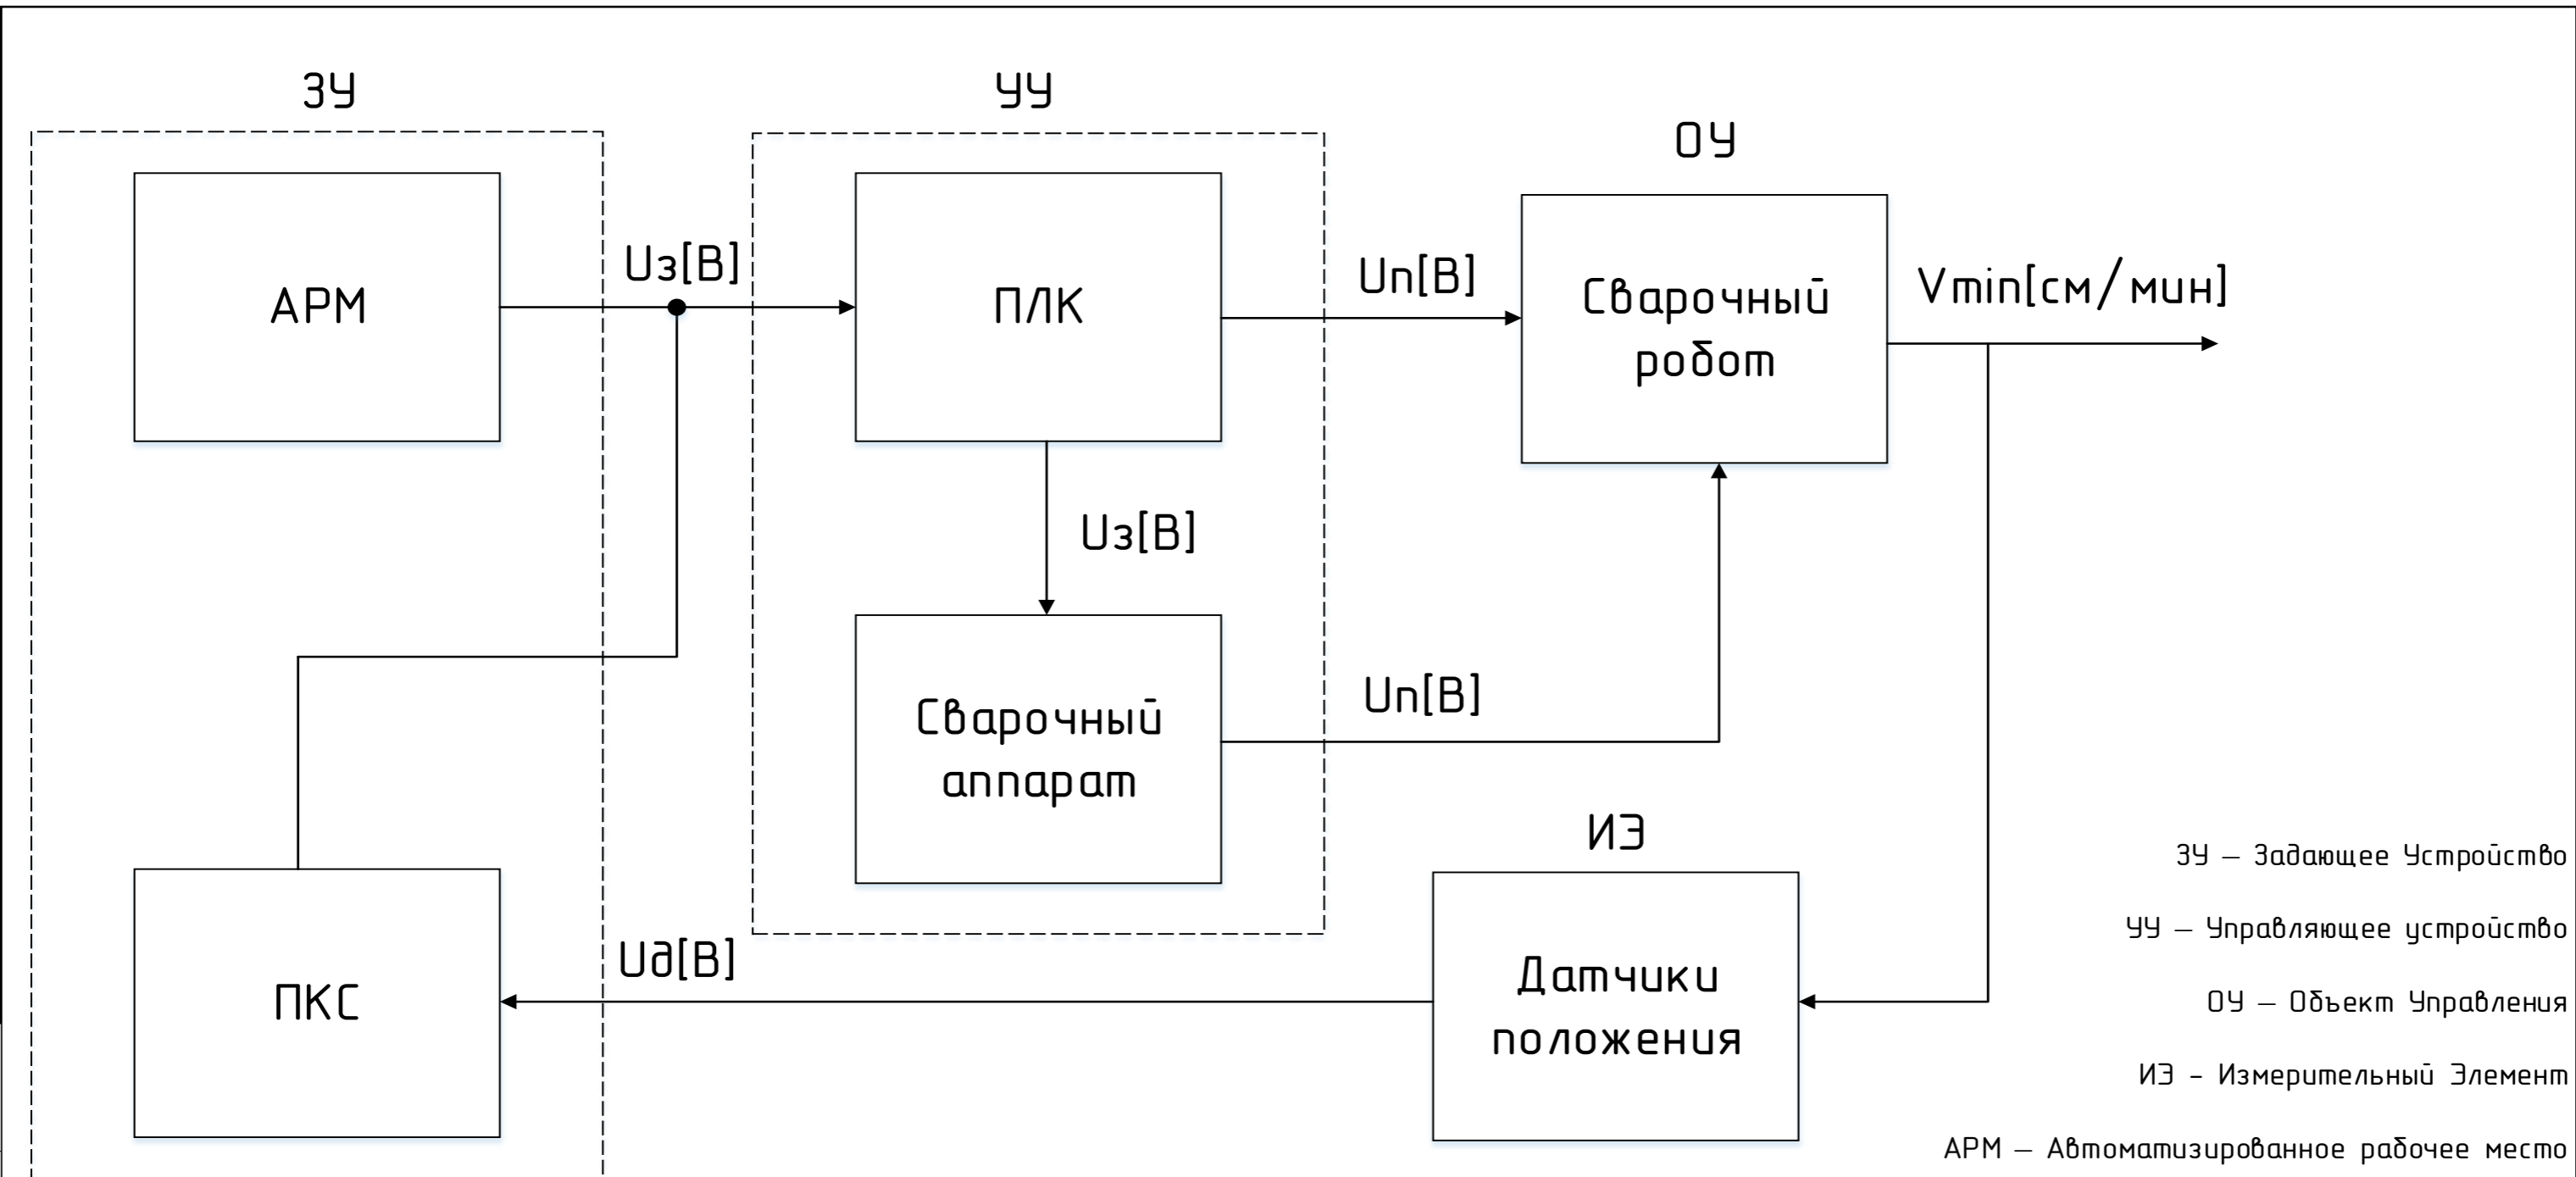 ЗУ
УУ
ОУ
АРМ
Uз[В]
ПЛК
Uп[В]
Сварочный
робот
Vmin[см/мин]
Uз[В]
Сварочный
аппарат
Uп[В]
ИЭ
ПКС
Uд[В]
Датчики
положения
ЗУ – Задающее Устройство
УУ – Управляющее устройство
ОУ – Объект Управления
ИЭ - Измерительный Элемент
АРМ – Автоматизированное рабочее место